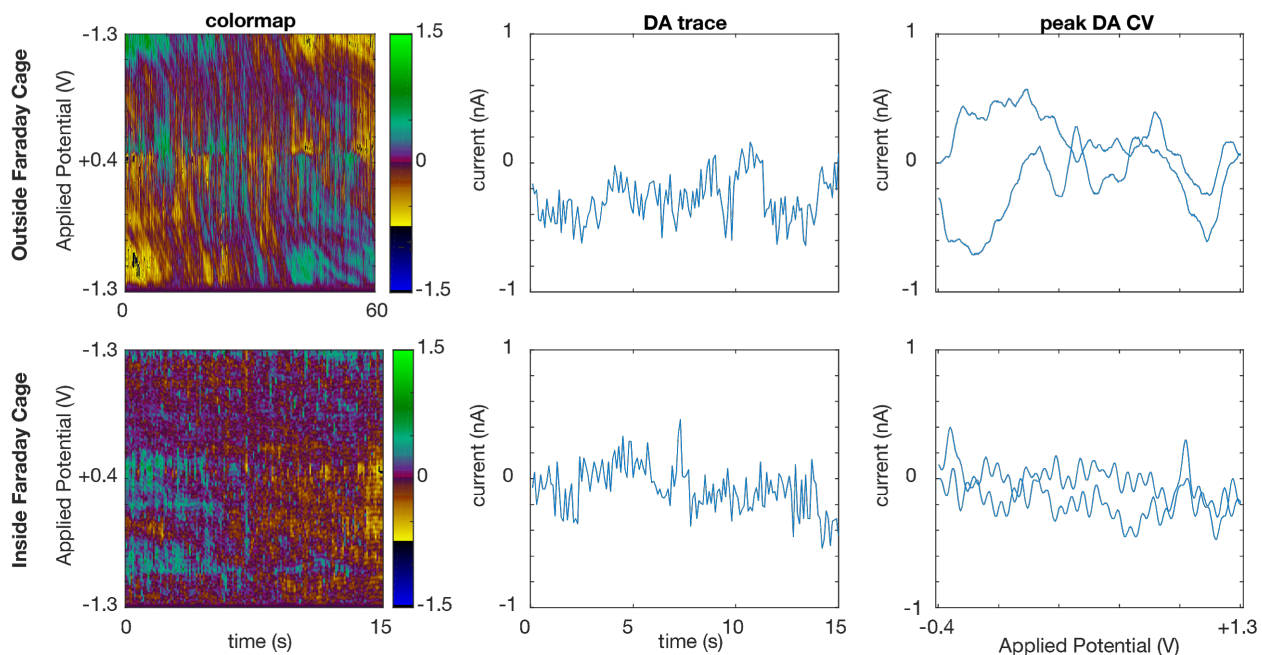 colormap
DA trace
peak DA CV
Outside Faraday Cage
Applied Potential (V)
-1.3
+0.4
-1.3
0
60
1.5
0
-1.5
current (nA)
1
0
-1
current (nA)
1
0
-1
Inside Faraday Cage
Applied Potential (V)
-1.3
+0.4
-1.3
0
15
time (s)
1.5
0
-1.5
current (nA)
1
0
-1
0
5
10
15
time (s)
current (nA)
1
0
-1
-0.4
+1.3
Applied Potential (V)